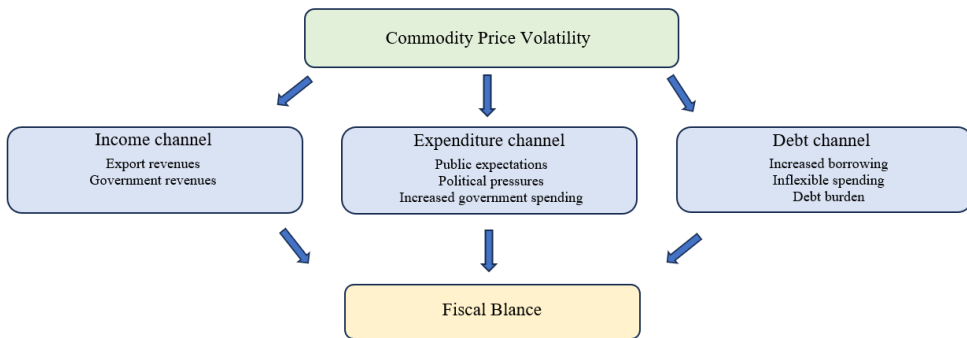 Commodity Price Volatility
Income channel
Export revenues
Government revenues
Expenditure channel
Public expectations
Political pressures
Increased government spending
Debt channel
Increased borrowing
Inflexible spending
Debt burden
Fiscal Blance